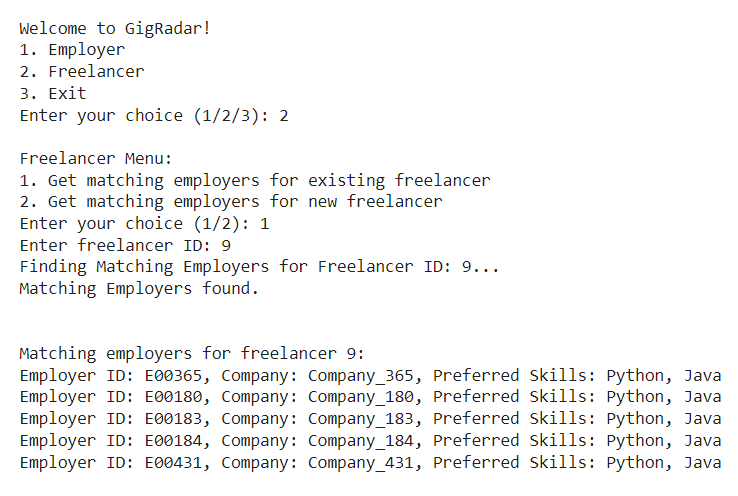 Welcome to GigRadar!
1. Employer
2. Freelancer
3. Exit
Enter your choice (1/2/3): 2
Freelancer Menu:
1. Get matching employers for existing freelancer
2. Get matching employers for new freelancer
Enter your choice (1/2): 1
Enter freelancer ID: 9
Finding Matching Employers for Freelancer ID: 9...
Matching Employers found.
Matching employers for freelancer 9:
Employer ID: E00365, Company: Company_365, Preferred Skills: Python, Java
Employer ID: E00180, Company: Company_180, Preferred Skills: Python, Java
Employer ID: E00183, Company: Company_183, Preferred Skills: Python, Java
Employer ID: E00184, Company: Company_184, Preferred Skills: Python, Java
Employer ID: E00431, Company: Company_431, Preferred Skills: Python, Java